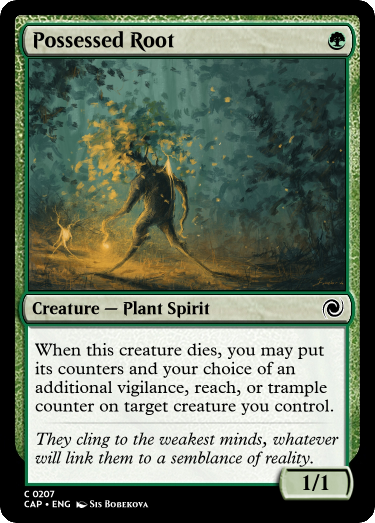 Possessed Root
Creature — Plant Spirit
When this creature dies, you may put
its counters and your choice of an
additional vigilance, reach, or trample
counter on target creature you control.
They cling to the weakest minds, whatever
will link them to a semblance of reality.
1/1
C 0207
CAP • ENG Sis Bobekova